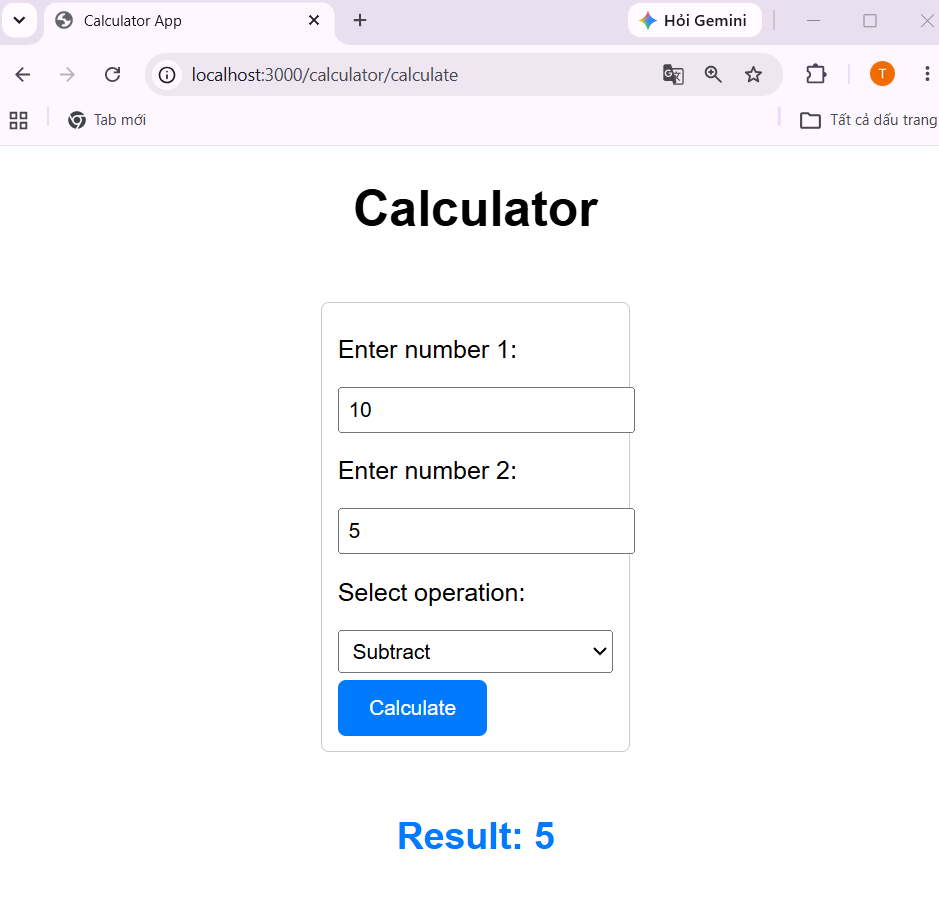 Calculator App
Hỏi Gemini
localhost:3000/calculator/calculate
T
Tab mới
Tất cả dấu trang
Calculator
Enter number 1:
10
Enter number 2:
5
Select operation:
Subtract
Calculate
Result: 5